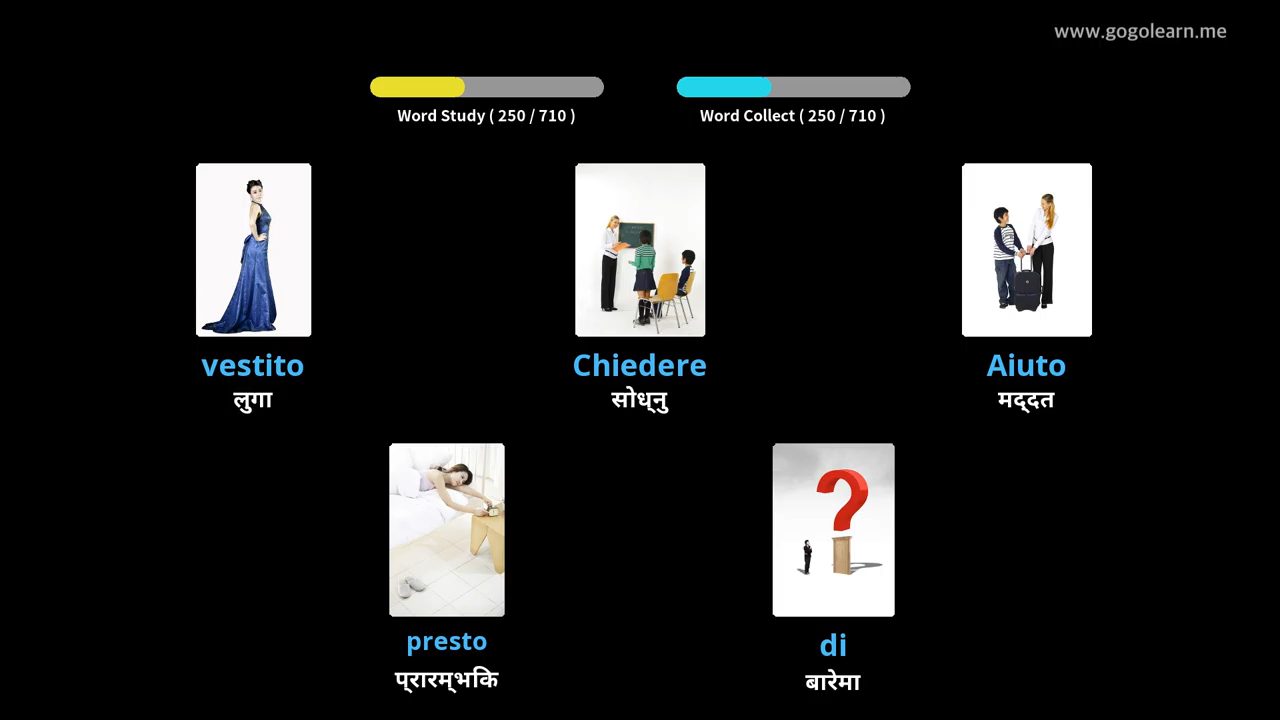 www.gogolearn.me
Word Study ( 250 / 710 )
Word Collect ( 250 / 710 )
vestito
लुगा
Chiedere
सोध्नु
Aiuto
मद्दत
presto
प्रारम्भकि
di
बारेमा